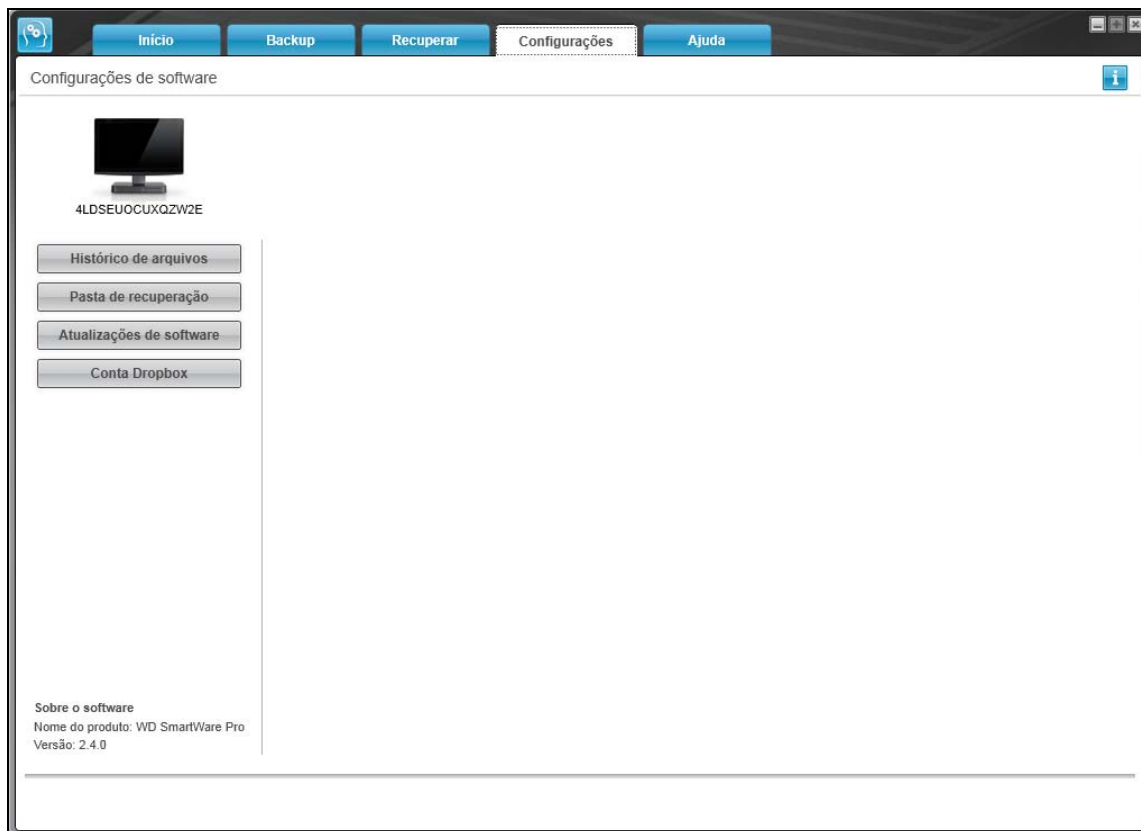 Início
Backup
Recuperar
Configurações
Ajuda
Configurações de software
4LDSEUOCUXQZW2E
Histórico de arquivos
Pasta de recuperação
Atualizações de software
Conta Dropbox
Sobre o software
Nome do produto: WD SmartWare Pro
Versão: 2.4.0